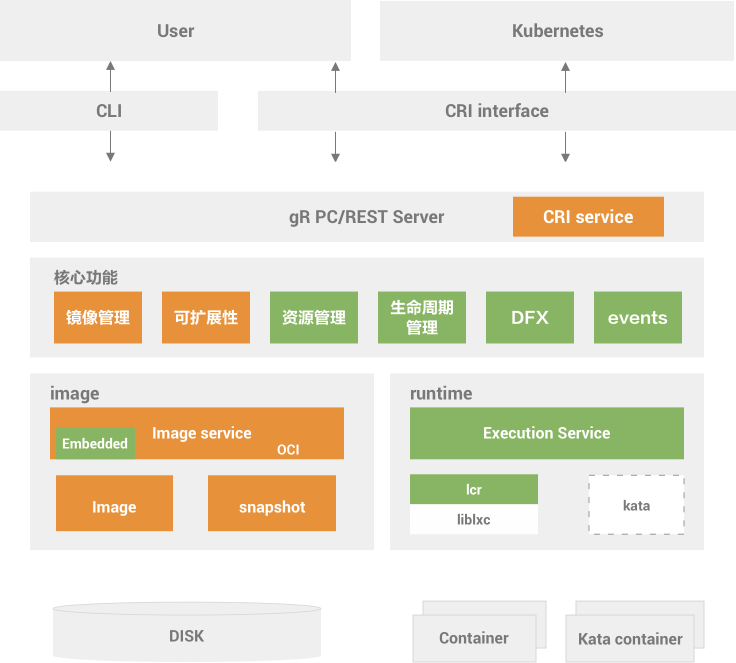 User
Kubernetes
CLI
CRI interface
gR PC/REST Server
CRI service
核心功能
镜像管理
可扩展性
资源管理
生命周期
管理
DFX
events
image
Image service
Embedded
OCI
Image
snapshot
runtime
Execution Service
lcr
liblxc
kata
DISK
Container
Kata container